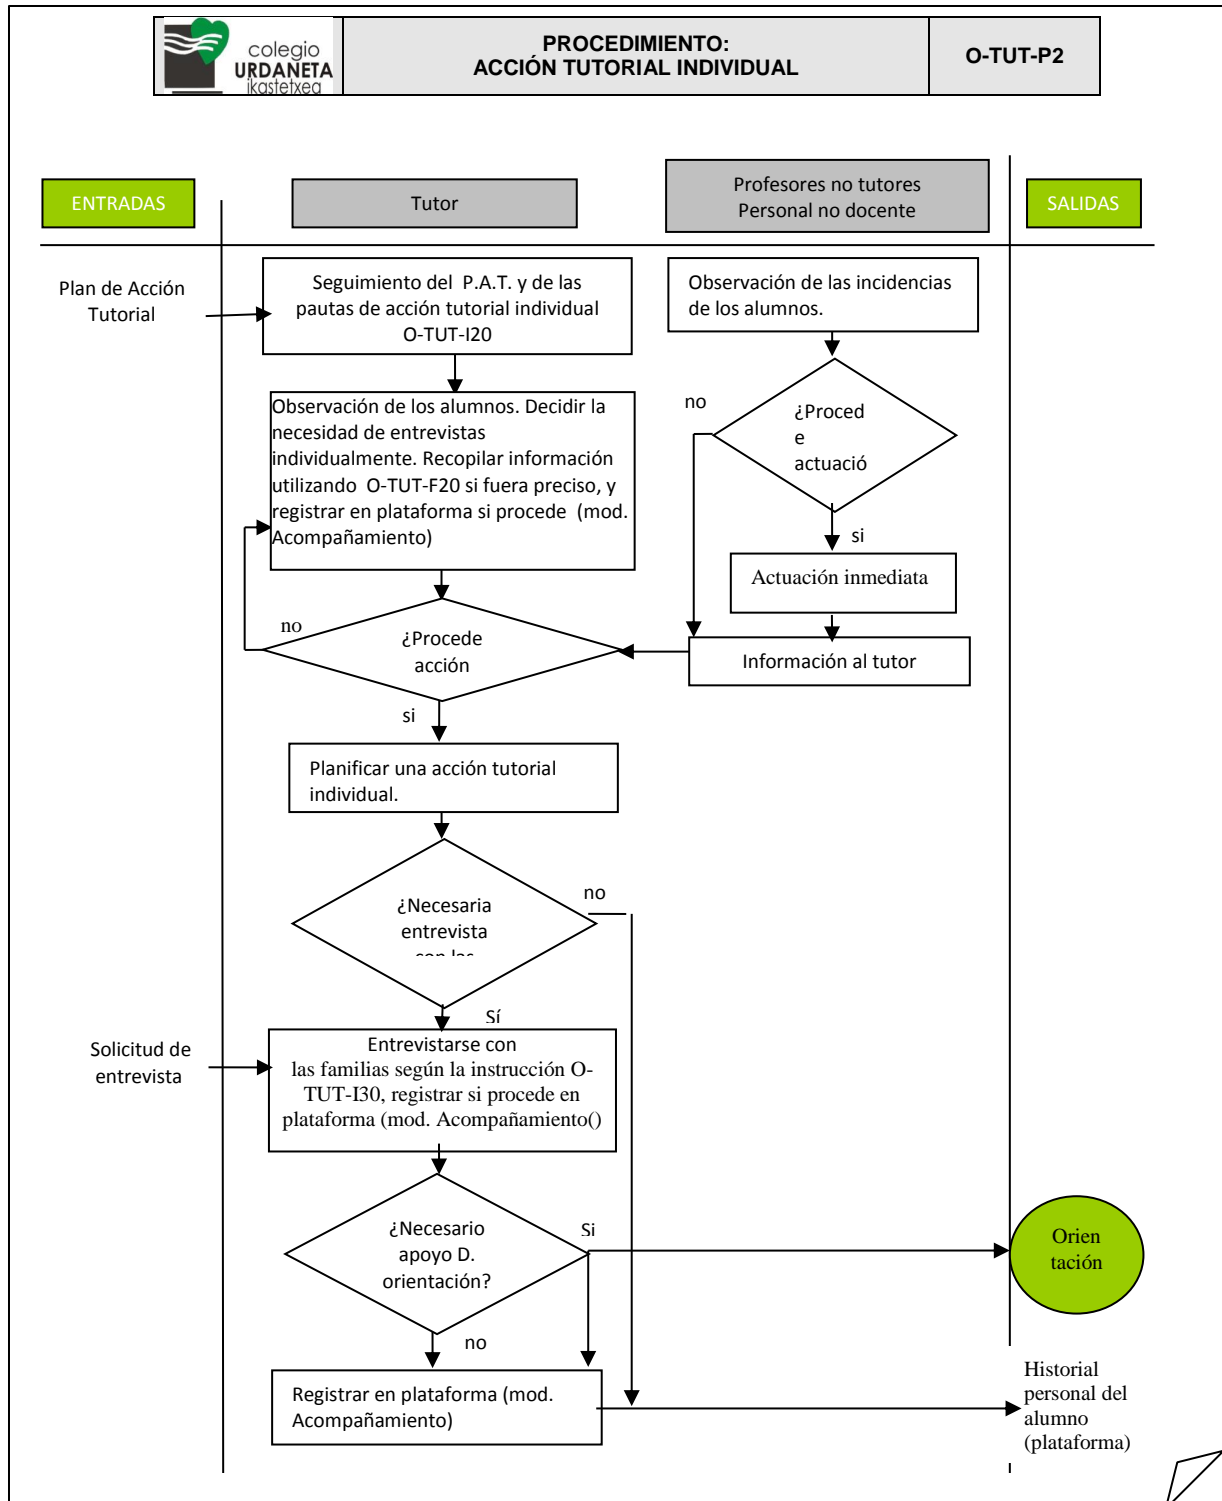 colegio
URDANETA
ikastetxea
PROCEDIMIENTO:
ACCIÓN TUTORIAL INDIVIDUAL
O-TUT-P2
ENTRADAS
Tutor
Profesores no tutores
Personal no docente
SALIDAS
Plan de Acción
Tutorial
Seguimiento del P.A.T. y de las
pautas de acción tutorial individual
O-TUT-I20
Observación de las incidencias
de los alumnos.
Observación de los alumnos. Decidir la
necesidad de entrevistas
individualmente. Recopilar información
utilizando O-TUT-F20 si fuera preciso, y
registrar en plataforma si procede (mod.
Acompañamiento)
no
¿Proced
e
actuació
si
Actuación inmediata
no
¿Procede
acción
Información al tutor
si
Planificar una acción tutorial
individual.
no
¿Necesaria
entrevista
con las
Sí
Solicitud de
entrevista
Entrevistarse con
las familias según la instrucción O-
TUT-I30, registrar si procede en
plataforma (mod. Acompañamiento()
¿Necesario
apoyo D.
orientación?
Si
Orien
tación
no
Registrar en plataforma (mod.
Acompañamiento)
Historial
personal del
alumno
(plataforma)